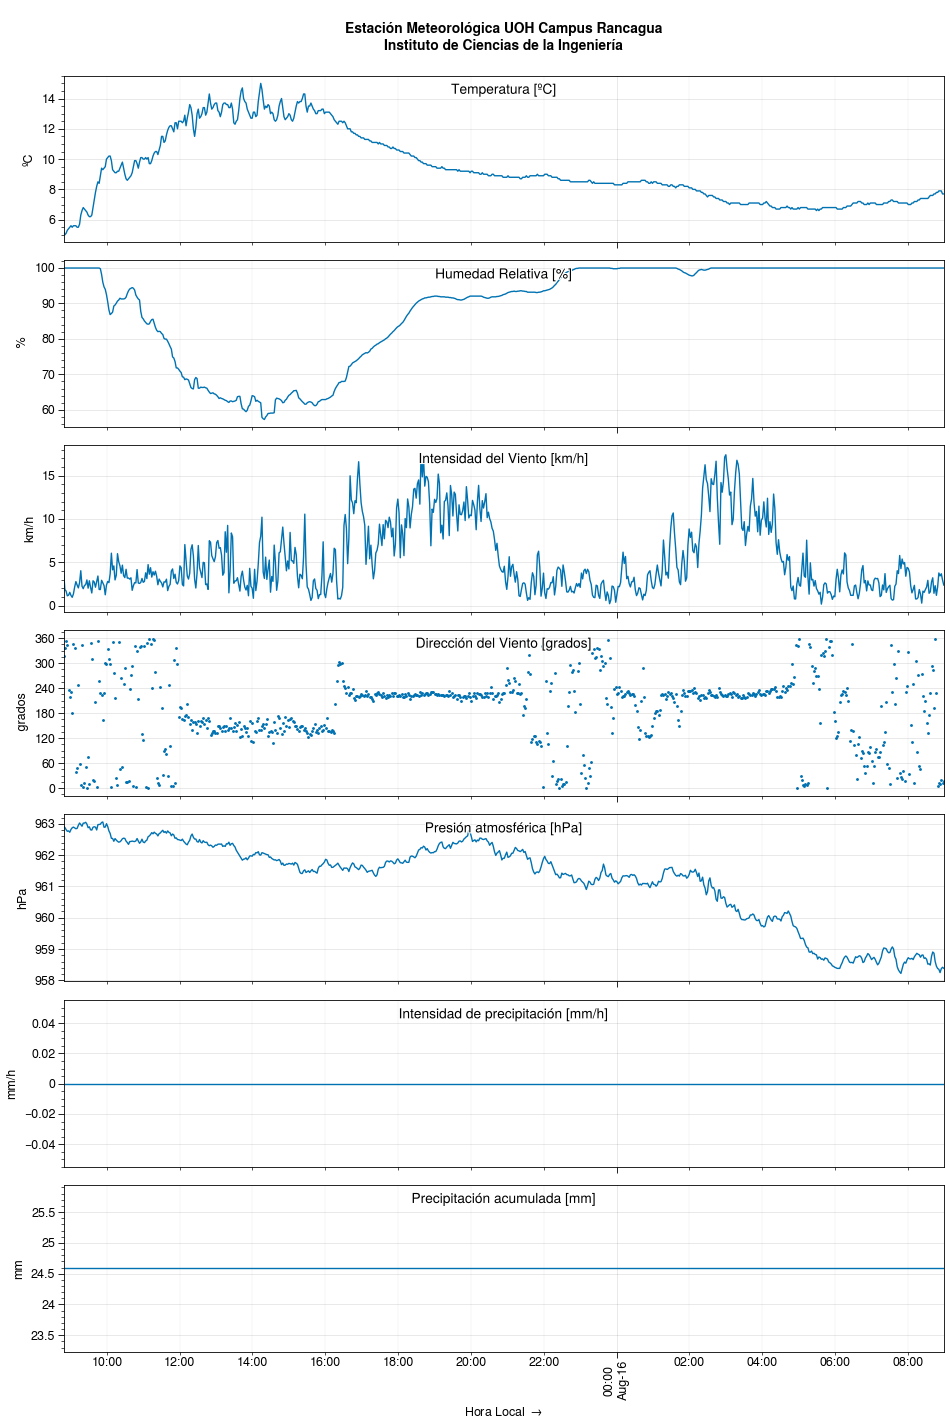 Estación Meteorológica UOH Campus Rancagua
Instituto de Ciencias de la Ingeniería
Temperatura [ºC]
ºC
14
12
10
8
6
Humedad Relativa [%]
%
100
90
80
70
60
Intensidad del Viento [km/h]
km/h
15
10
5
0
Dirección del Viento [grados]
grados
360
300
240
180
120
60
0
Presión atmosférica [hPa]
hPa
963
962
961
960
959
958
Intensidad de precipitación [mm/h]
mm/h
0.04
0.02
0
−0.02
−0.04
Precipitación acumulada [mm]
mm
25.5
25
24.5
24
23.5
10:00 12:00 14:00 16:00 18:00 20:00 22:00 00:00 02:00 04:00 06:00 08:00
Aug-16
Hora Local →